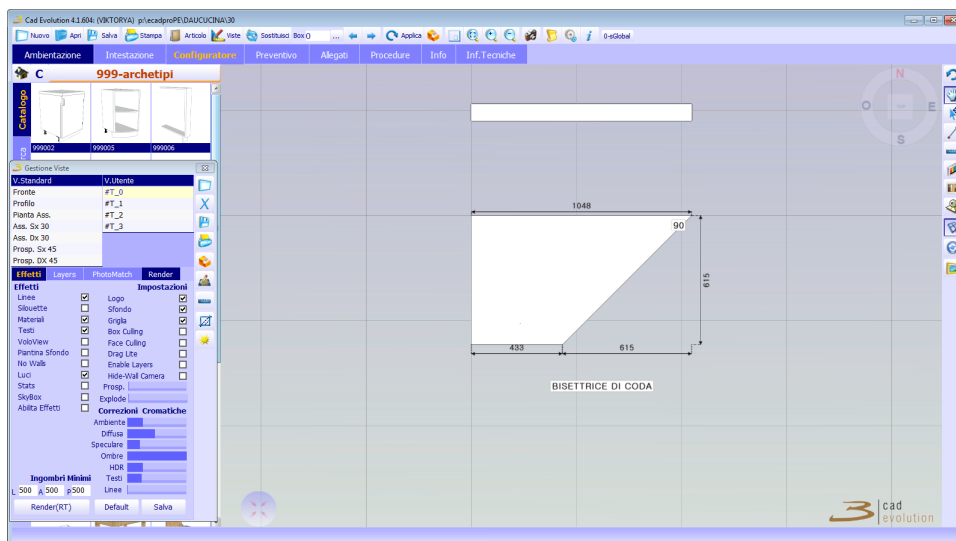 Cad Evolution 4.1.604: (VIKTORYA) p:\ecadproPE\DAUCUCINA\30
Nuovo Apri Salva Stampa Articolo Viste Sostituisci Box() ... Applica i 0-sGlobal
Ambientazione Intestazione Configuratore Preventivo Allegati Procedure Info Inf.Tecniche
C 999-archetipi
Catalogo
999002 999005 999006
Gestione Viste
V.Standard V.Utente
Fronte #T_0
Profilo #T_1
Pianta Ass. #T_2
Ass. Sx 30 #T_3
Ass. Dx 30
Prosp. Sx 45
Prosp. DX 45
Effetti Layers PhotoMatch Render
Effetti Impostazioni
Linee Logo
Silouette Sfondo
Materiali Griglia
Testi Box Culling
VoloView Face Culling
Piantina Sfondo Drag Lite
No Walls Enable Layers
Luci Hide-Wall Camera
Stats Prosp.
SkyBox Explode
Abilita Effetti Correzioni Cromatiche
Ambiente
Diffusa
Speculare
Ombre
HDR
Ingombri Minimi Testi
L 500 A 500 P 500 Linee
Render(RT) Default Salva
N
O E
S
1048
90
615
433 615
BISETTRICE DI CODA
cad
evolution